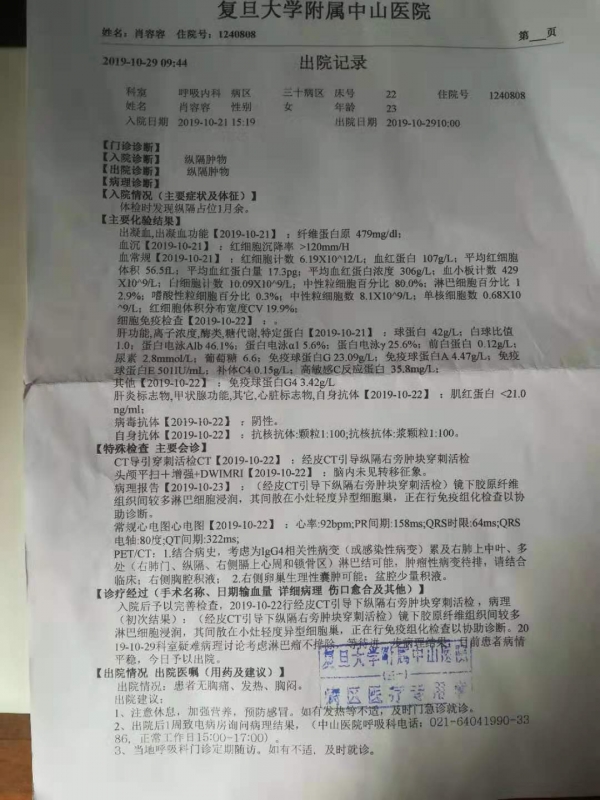 复旦大学附属中山医院
姓名：肖容容 住院号：1240808 第 页
2019-10-29 09:44 出院记录
科室 呼吸内科 病区 三十病区 床号 22 住院号 1240808
姓名 肖容容 性别 女 年龄 23
入院日期 2019-10-21 15:19 出院日期 2019-10-2910:00
【门诊诊断】
【入院诊断】 纵隔肿物
【出院诊断】 纵隔肿物
【病理诊断】
【入院情况（主要症状及体征）】
体检时发现纵隔占位1月余。
【主要化验结果】
出凝血,出凝血功能【2019-10-21】：纤维蛋白原 479mg/dl;
血沉【2019-10-21】：红细胞沉降率 >120mm/H
血常规【2019-10-21】：红细胞计数 6.19X10^12/L; 血红蛋白 107g/L; 平均红细胞
体积 56.5fL; 平均血红蛋白量 17.3pg; 平均血红蛋白浓度 306g/L; 血小板计数 429
X10^9/L; 白细胞计数 10.09X10^9/L; 中性粒细胞百分比 80.0%; 淋巴细胞百分比 1
2.9%; 嗜酸性粒细胞百分比 0.3%; 中性粒细胞数 8.1X10^9/L; 单核细胞数 0.68X10
^9/L; 红细胞体积分布宽度CV 19.9%;
细胞免疫检查【2019-10-22】：。
肝功能,离子浓度,酶类,糖代谢,特定蛋白【2019-10-21】：球蛋白 42g/L; 白球比值
1.0; 蛋白电泳Alb 46.1%; 蛋白电泳α1 5.6%; 蛋白电泳γ 25.6%; 前白蛋白 0.12g/L;
尿素 2.8mmol/L; 葡萄糖 6.6; 免疫球蛋白G 23.09g/L; 免疫球蛋白A 4.47g/L; 免疫
球蛋白E 501IU/mL; 补体C4 0.15g/L; 高敏感C反应蛋白 35.8mg/L;
其他【2019-10-22】：免疫球蛋白G4 3.42g/L
肝炎标志物,甲状腺功能,其它,心脏标志物,自身抗体【2019-10-22】：肌红蛋白 <21.0
ng/ml;
病毒抗体【2019-10-22】：阴性。
自身抗体【2019-10-22】：抗核抗体:颗粒1:100;抗核抗体:浆颗粒1:100。
【特殊检查 主要会诊】
CT导引穿刺活检CT【2019-10-22】：经皮CT引导纵隔右旁肿块穿刺活检
头颅平扫＋增强+DWIMRI【2019-10-22】：脑内未见转移征象。
病理报告【2019-10-23】：（经皮CT引导下纵隔右旁肿块穿刺活检）镜下胶原纤维
组织间较多淋巴细胞浸润，其间散在小灶轻度异型细胞巢，正在行免疫组化检查以协
助诊断。
常规心电图心电图【2019-10-22】：心率:92bpm;PR间期:158ms;QRS时限:64ms;QRS
电轴:80度;QT间期:322ms;
PET/CT：1.结合病史，考虑为IgG4相关性病变（或感染性病变）累及右肺上中叶、多
处（右肺门、纵隔、右侧膈上心周和锁骨区）淋巴结可能，肿瘤性病变待排，请结合
临床；右侧胸腔积液； 2.右侧卵巢生理性囊肿可能；盆腔少量积液。
【诊疗经过（手术名称、日期输血量 详细病理 伤口愈合及其他）】
入院后予以完善检查，2019-10-22行经皮CT引导下纵隔右旁肿块穿刺活检，病理
（初次结果）：（经皮CT引导下纵隔右旁肿块穿刺活检）镜下胶原纤维组织间较多
淋巴细胞浸润，其间散在小灶轻度异型细胞巢，正在行免疫组化检查以协助诊断。20
19-10-29科室疑难病理讨论考虑淋巴瘤不排除，等待进一步病理结果，目前患者病情
平稳，今日予以出院。
【出院情况 出院医嘱（用药及建议）】
出院情况：患者无胸痛、发热、胸闷。
出院建议：
1、注意休息，加强营养，预防感冒。如有发热等不适，及时门急诊就诊。
2、出院后1周致电病房询问病理结果，（中山医院呼吸科电话：021-64041990-33
86，正常工作日15:00~17:00）。
3、当地呼吸科门诊定期随访。如有不适，及时就诊。
复旦大学附属中山医院